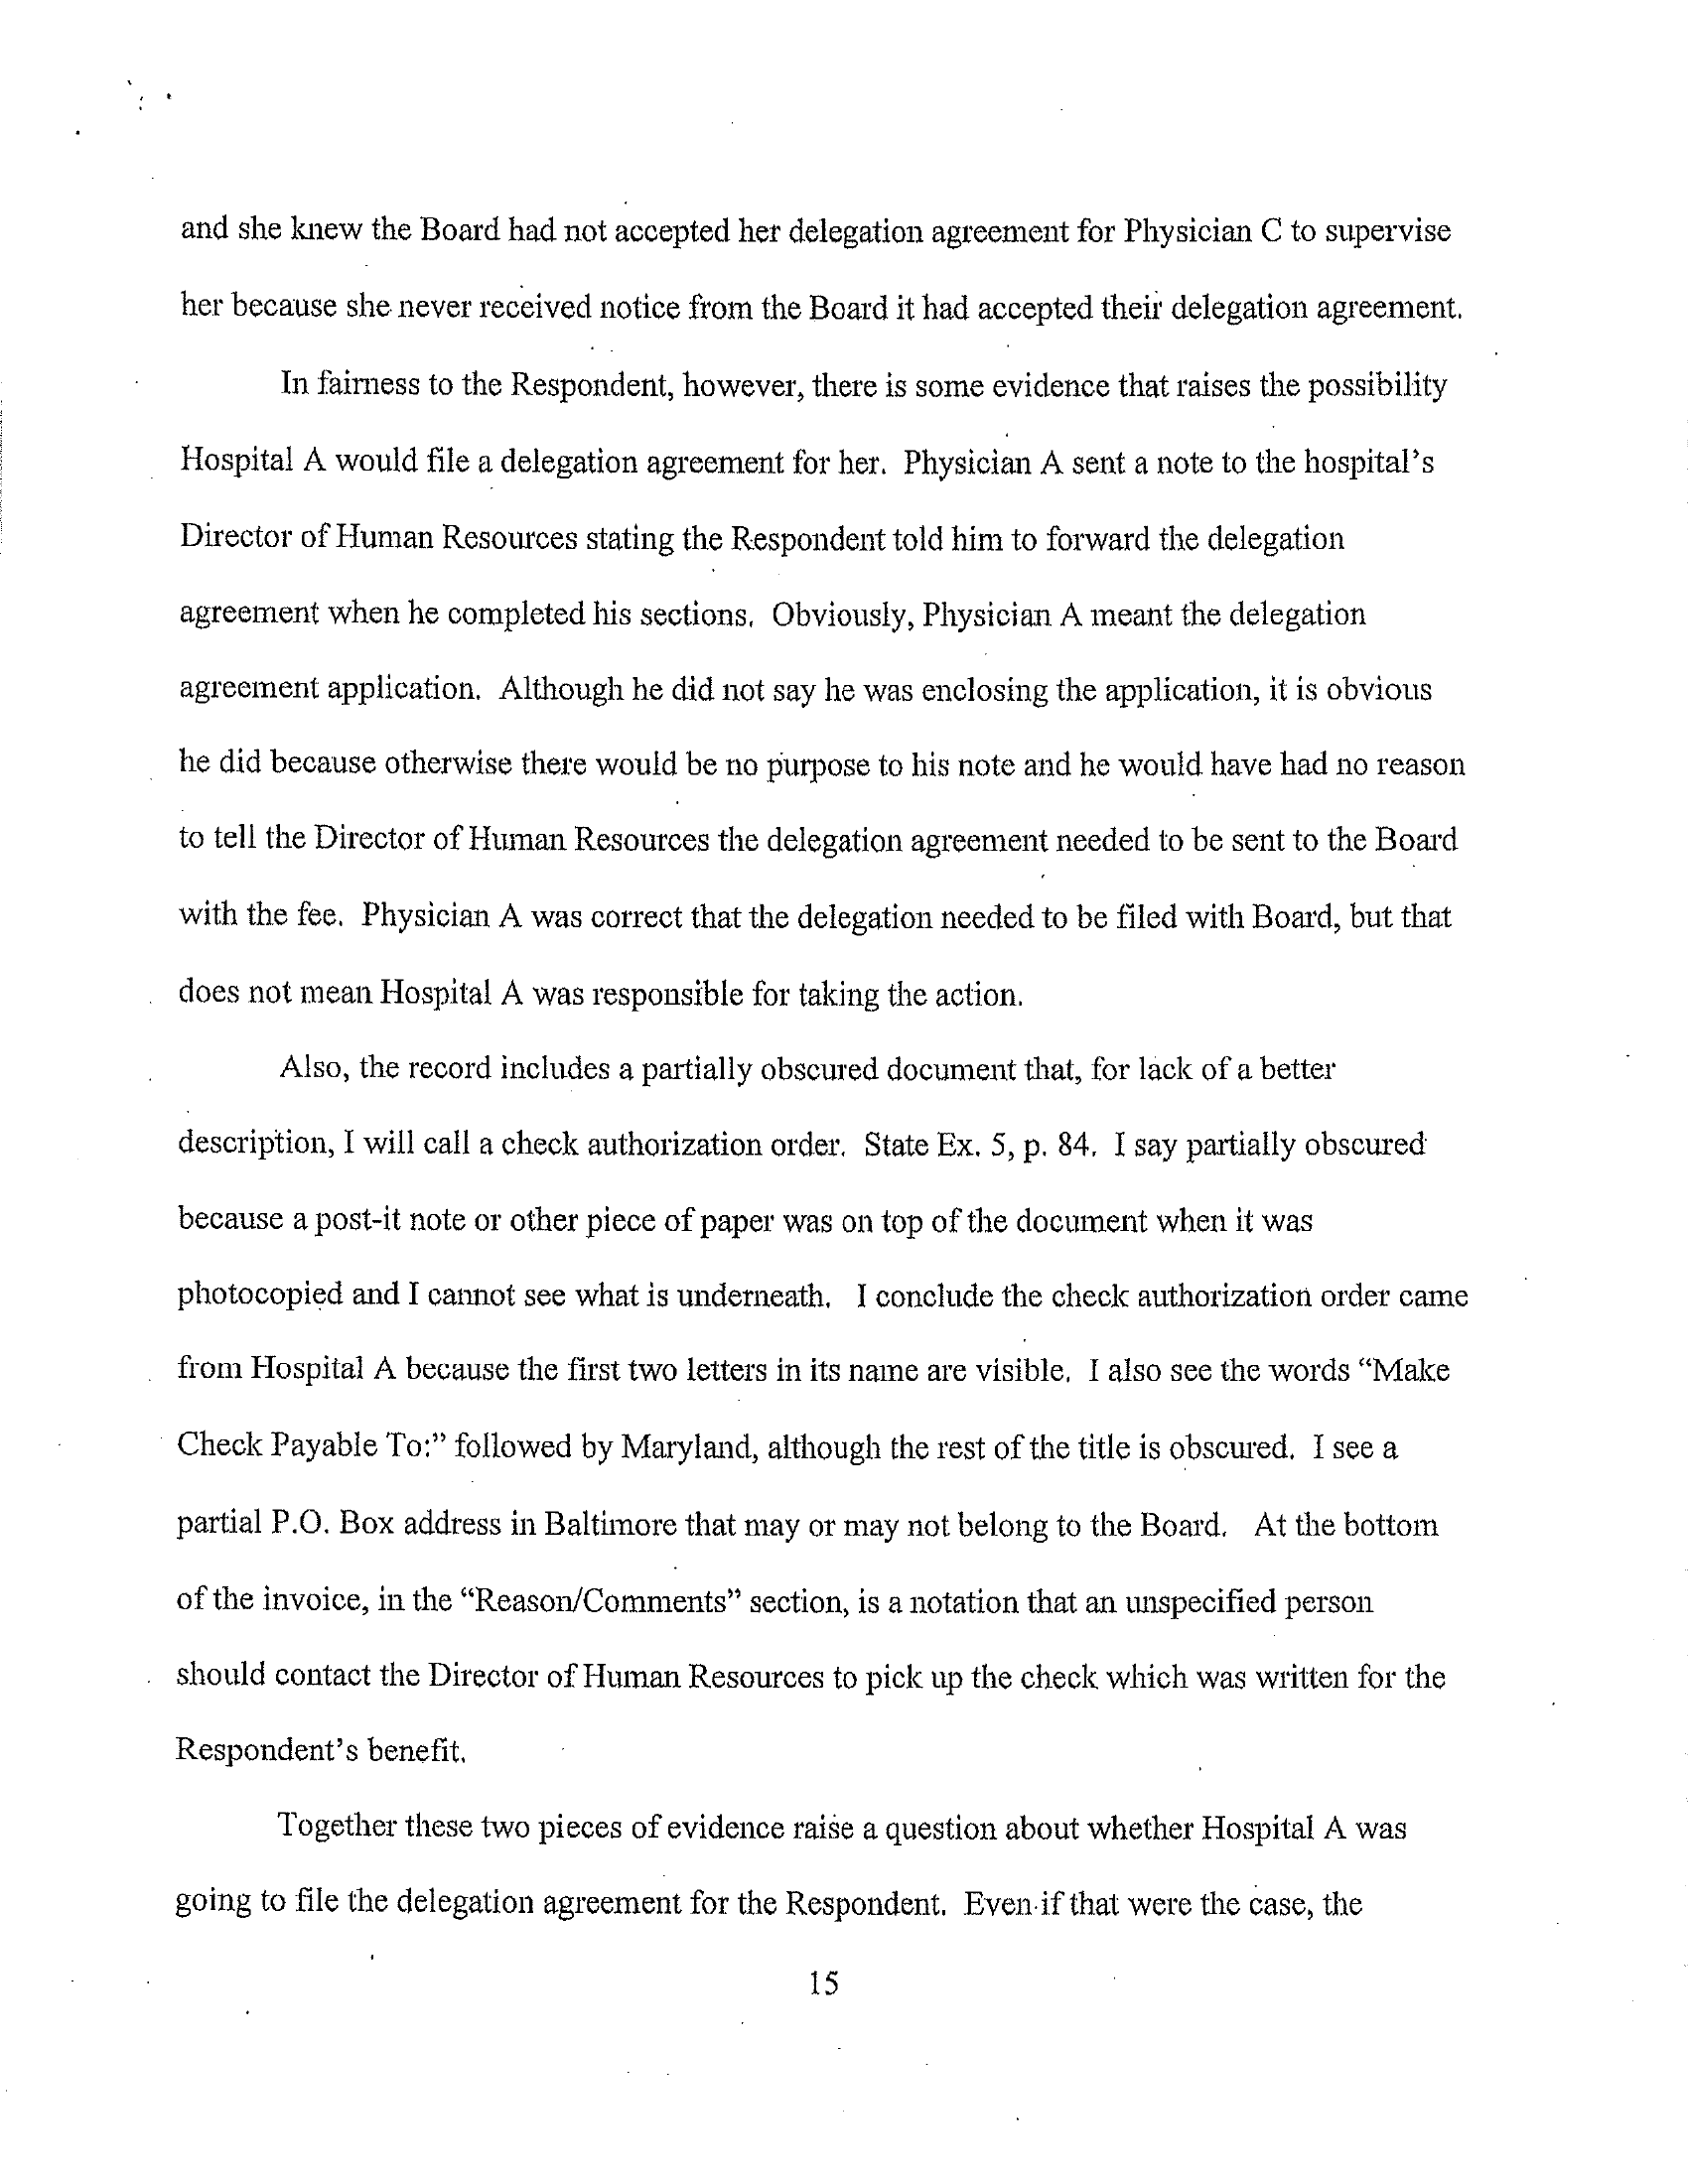 and she knew the Board had not accepted her delegation agreement for Physician C to supervise
her because she never received notice from the Board it had accepted their delegation agreement.
In fairness to the Respondent, however, there is some evidence that raises the possibility
Hospital A would file a delegation agreement for her. Physician A sent a note to the hospital's
Director of Human Resources stating the Respondent told him to forward the delegation
agreement when he completed his sections. Obviously, Physician A meant the delegation
agreement application. Although he did not say he was enclosing the application, it is obvious
he did because otherwise there would be no purpose to his note and he would have had no reason
to tell the Director of Human Resources the delegation agreement needed to be sent to the Board
with the fee. Physician A was correct that the delegation needed to be filed with Board, but that
does not mean Hospital A was responsible for taking the action.
Also, the record includes a partially obscured document that, for lack of a better
description, I will call a check authorization order. State Ex. 5, p. 84. I say partially obscured
because a post-it note or other piece of paper was on top of the document when it was
photocopied and I cannot see what is underneath. I conclude the check authorization order came
from Hospital A because the first two letters in its name are visible. I also see the words “Make
Check Payable To:” followed by Maryland, although the rest of the title is obscured. I see a
partial P.O. Box address in Baltimore that may or may not belong to the Board. At the bottom
of the invoice, in the “Reason/Comments” section, is a notation that an unspecified person
should contact the Director of Human Resources to pick up the check which was written for the
Respondent's benefit.
Together these two pieces of evidence raise a question about whether Hospital A was
going to file the delegation agreement for the Respondent. Even if that were the case, the
15